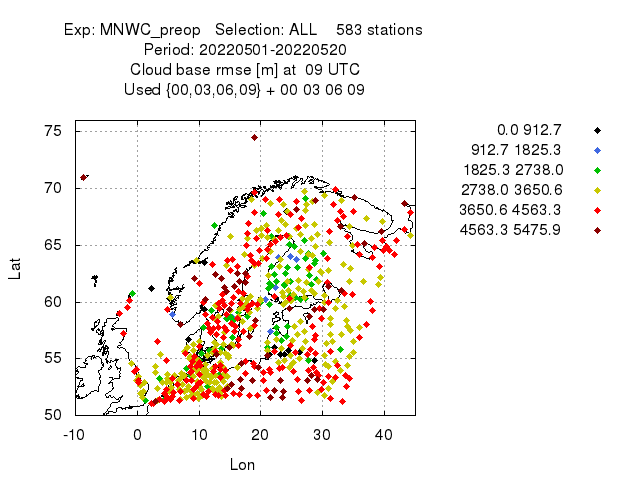 Exp: MNWC_preop   Selection: ALL    583 stations
Period: 20220501-20220520
Cloud base rmse [m] at  09 UTC
Used {00,03,06,09} + 00 03 06 09
0.0 912.7
912.7 1825.3
1825.3 2738.0
2738.0 3650.6
3650.6 4563.3
4563.3 5475.9
75
70
65
60
55
50
Lat
-10 0 10 20 30 40
Lon